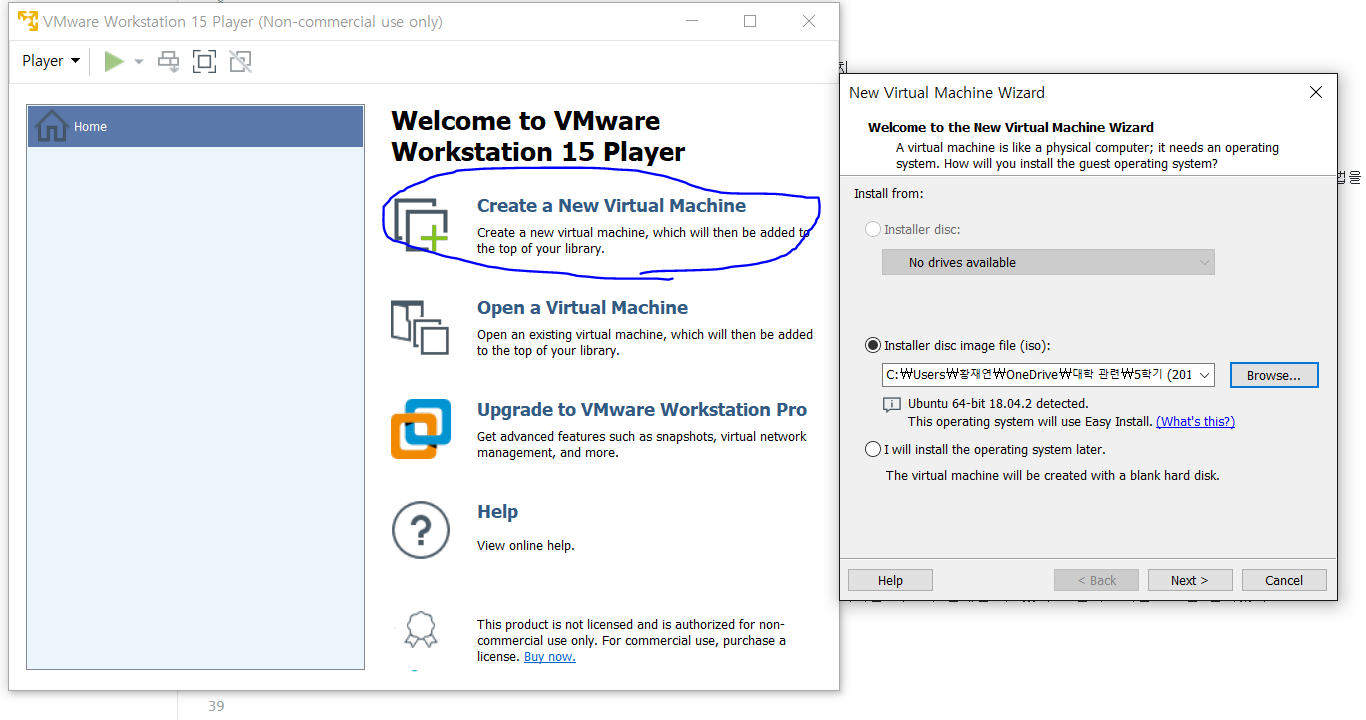 VMware Workstation 15 Player (Non-commercial use only)
Player
Home
Welcome to VMware
Workstation 15 Player
Create a New Virtual Machine
Create a new virtual machine, which will then be added to
the top of your library.
Open a Virtual Machine
Open an existing virtual machine, which will then be added
to the top of your library.
Upgrade to VMware Workstation Pro
Get advanced features such as snapshots, virtual network
management, and more.
Help
View online help.
This product is not licensed and is authorized for non-
commercial use only. For commercial use, purchase a
license. Buy now.
39
New Virtual Machine Wizard
Welcome to the New Virtual Machine Wizard
A virtual machine is like a physical computer; it needs an operating
system. How will you install the guest operating system?
Install from:
Installer disc:
No drives available
Installer disc image file (iso):
C:₩Users₩황재연₩OneDrive₩대학 관련₩5학기 (201
Browse...
Ubuntu 64-bit 18.04.2 detected.
This operating system will use Easy Install. (What's this?)
I will install the operating system later.
The virtual machine will be created with a blank hard disk.
Help
< Back
Next >
Cancel
법을